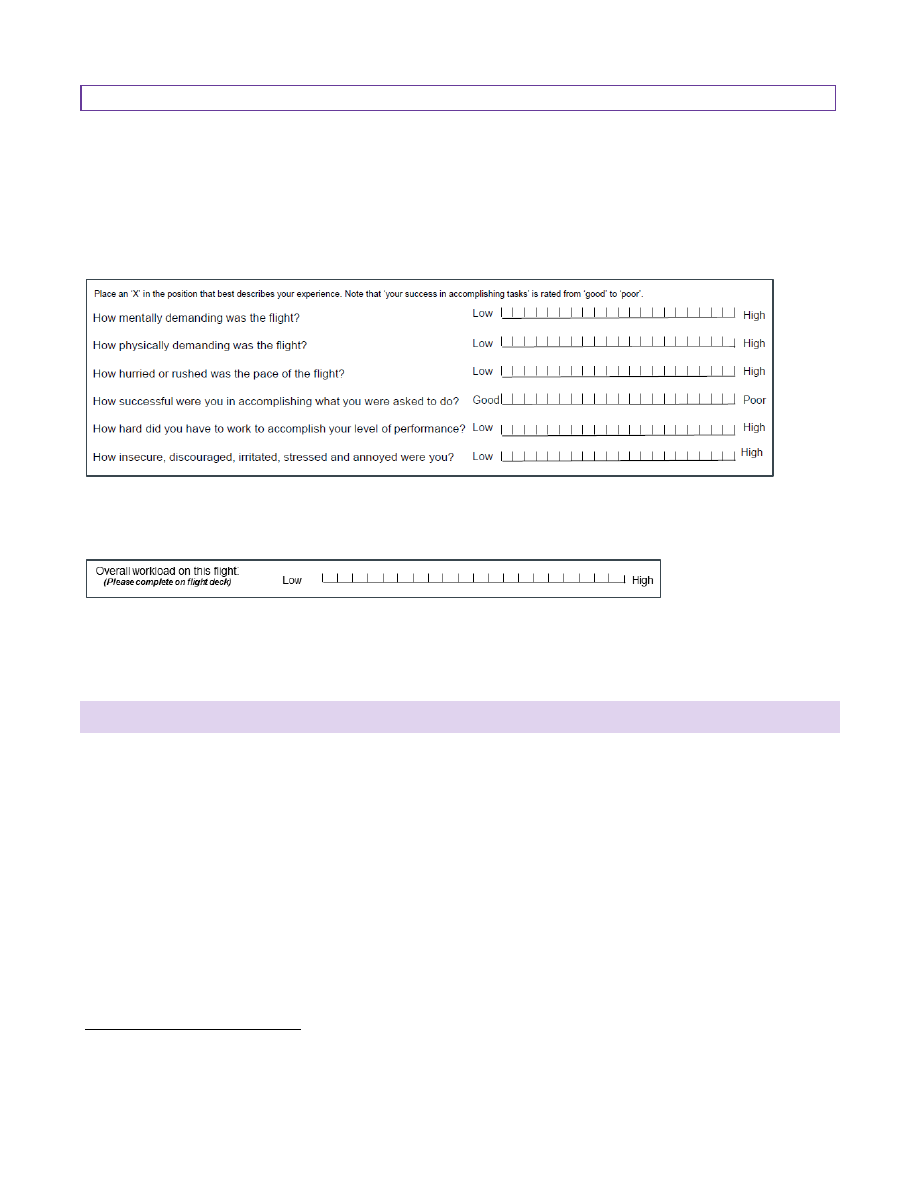 Place an 'X' in the position that best describes your experience. Note that 'your success in accomplishing tasks' is rated from 'good' to 'poor'.
How mentally demanding was the flight? Low High
How physically demanding was the flight? Low High
How hurried or rushed was the pace of the flight? Low High
How successful were you in accomplishing what you were asked to do? Good Poor
How hard did you have to work to accomplish your level of performance? Low High
How insecure, discouraged, irritated, stressed and annoyed were you? Low High
Overall workload on this flight:
(Please complete on flight deck) Low High